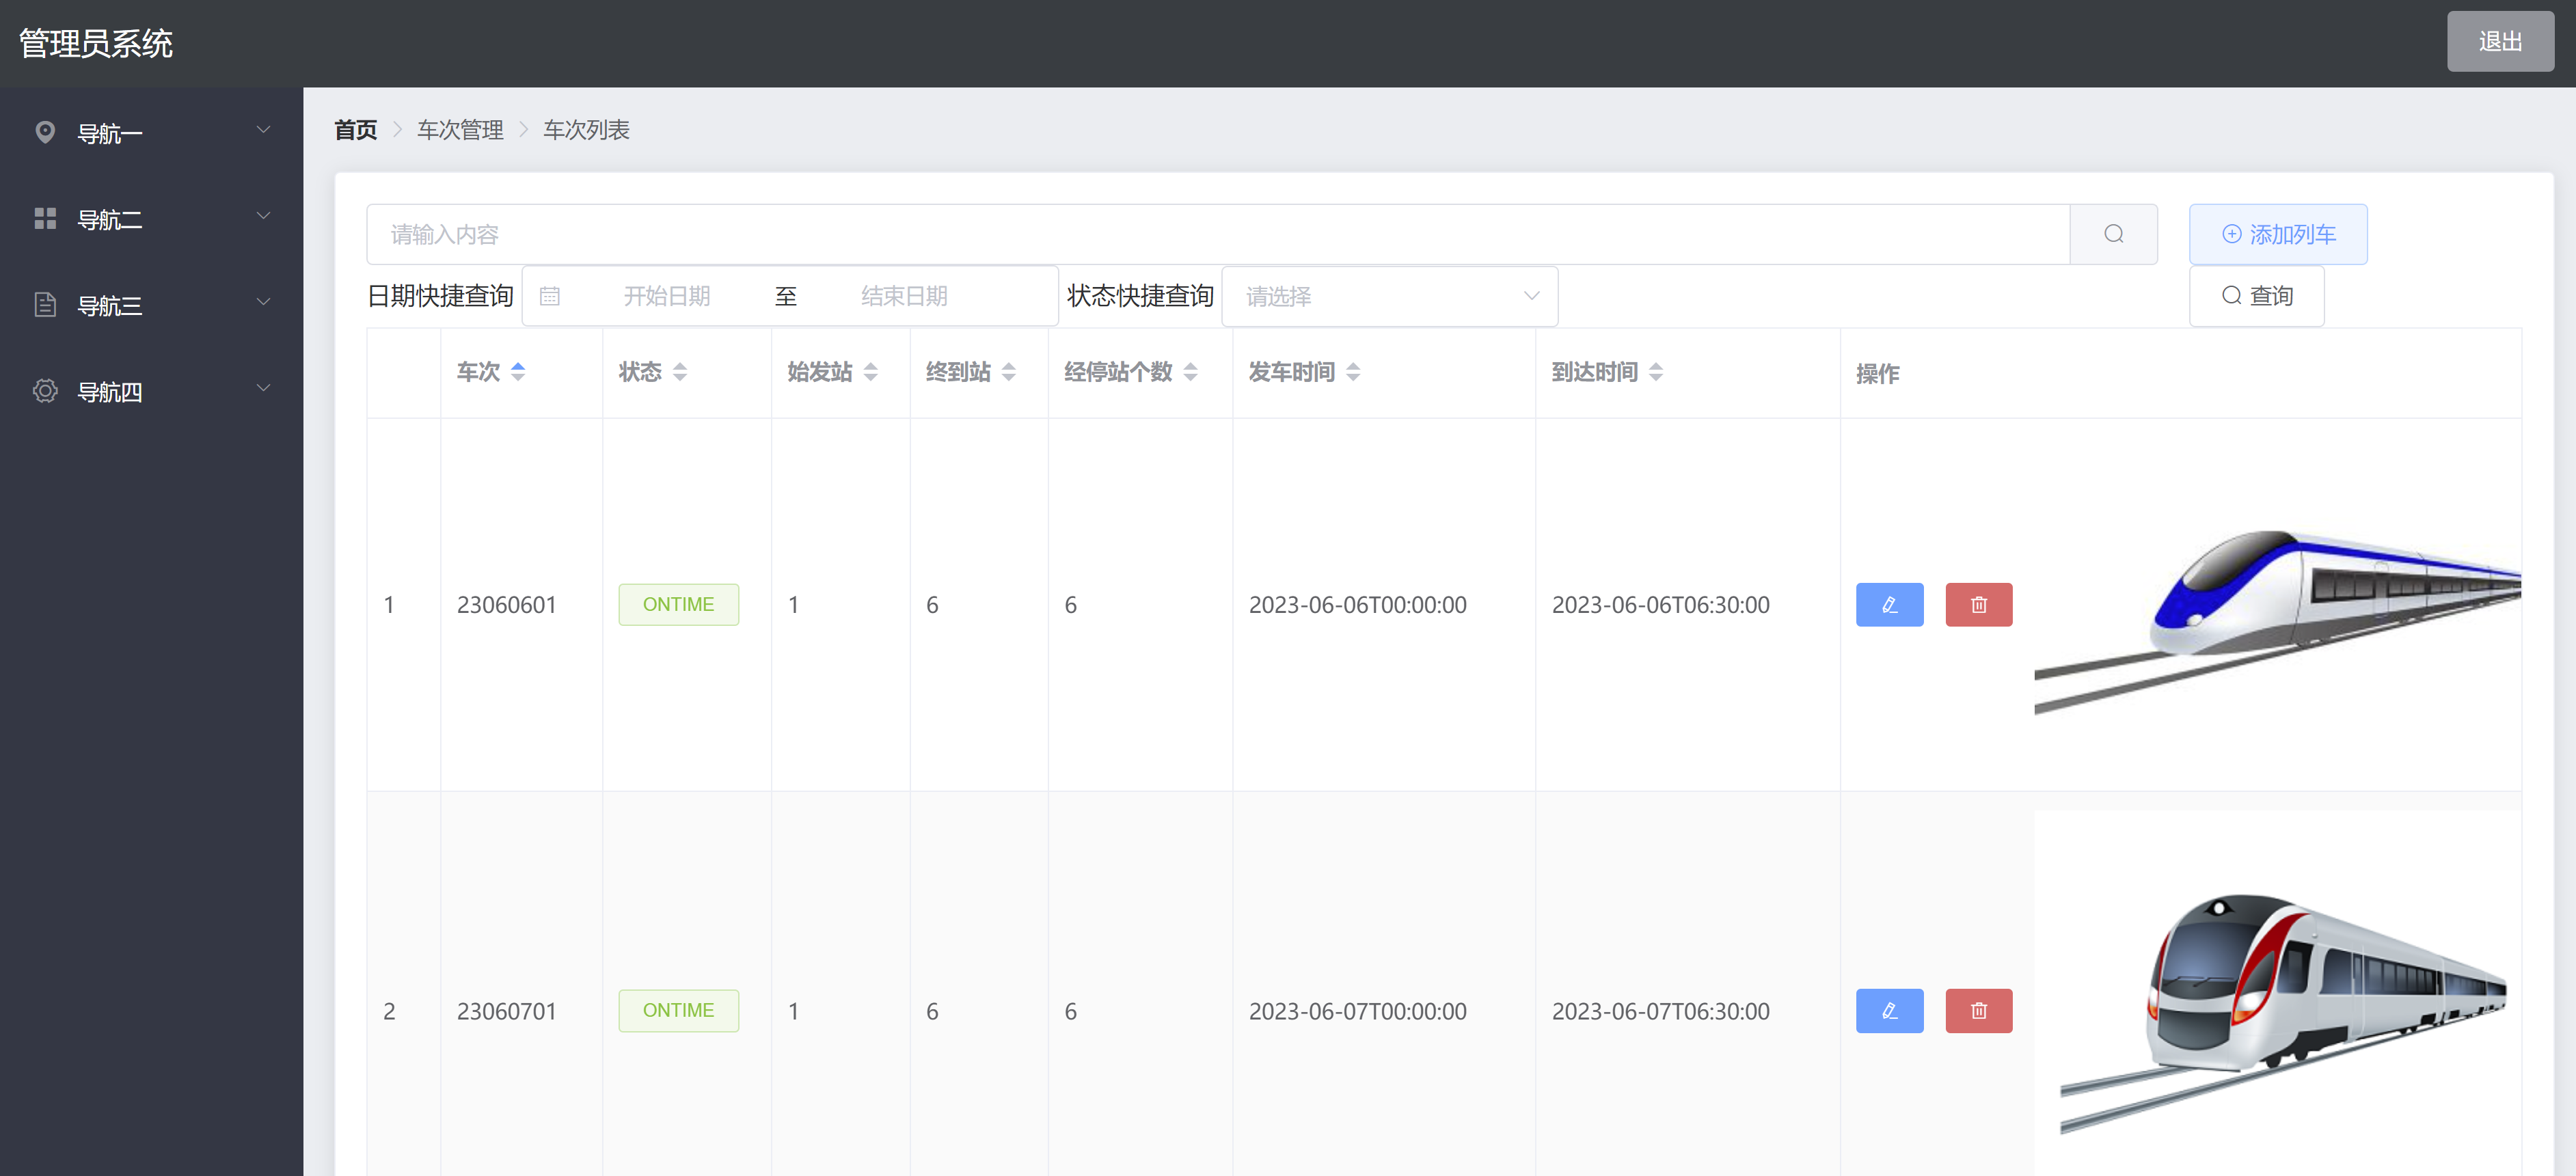 管理员系统
退出
导航一
导航二
导航三
导航四
首页 车次管理 车次列表
请输入内容
添加列车
日期快捷查询 开始日期 至 结束日期 状态快捷查询 请选择 查询
车次 状态 始发站 终到站 经停站个数 发车时间 到达时间 操作
1 23060601 ONTIME 1 6 6 2023-06-06T00:00:00 2023-06-06T06:30:00
2 23060701 ONTIME 1 6 6 2023-06-07T00:00:00 2023-06-07T06:30:00